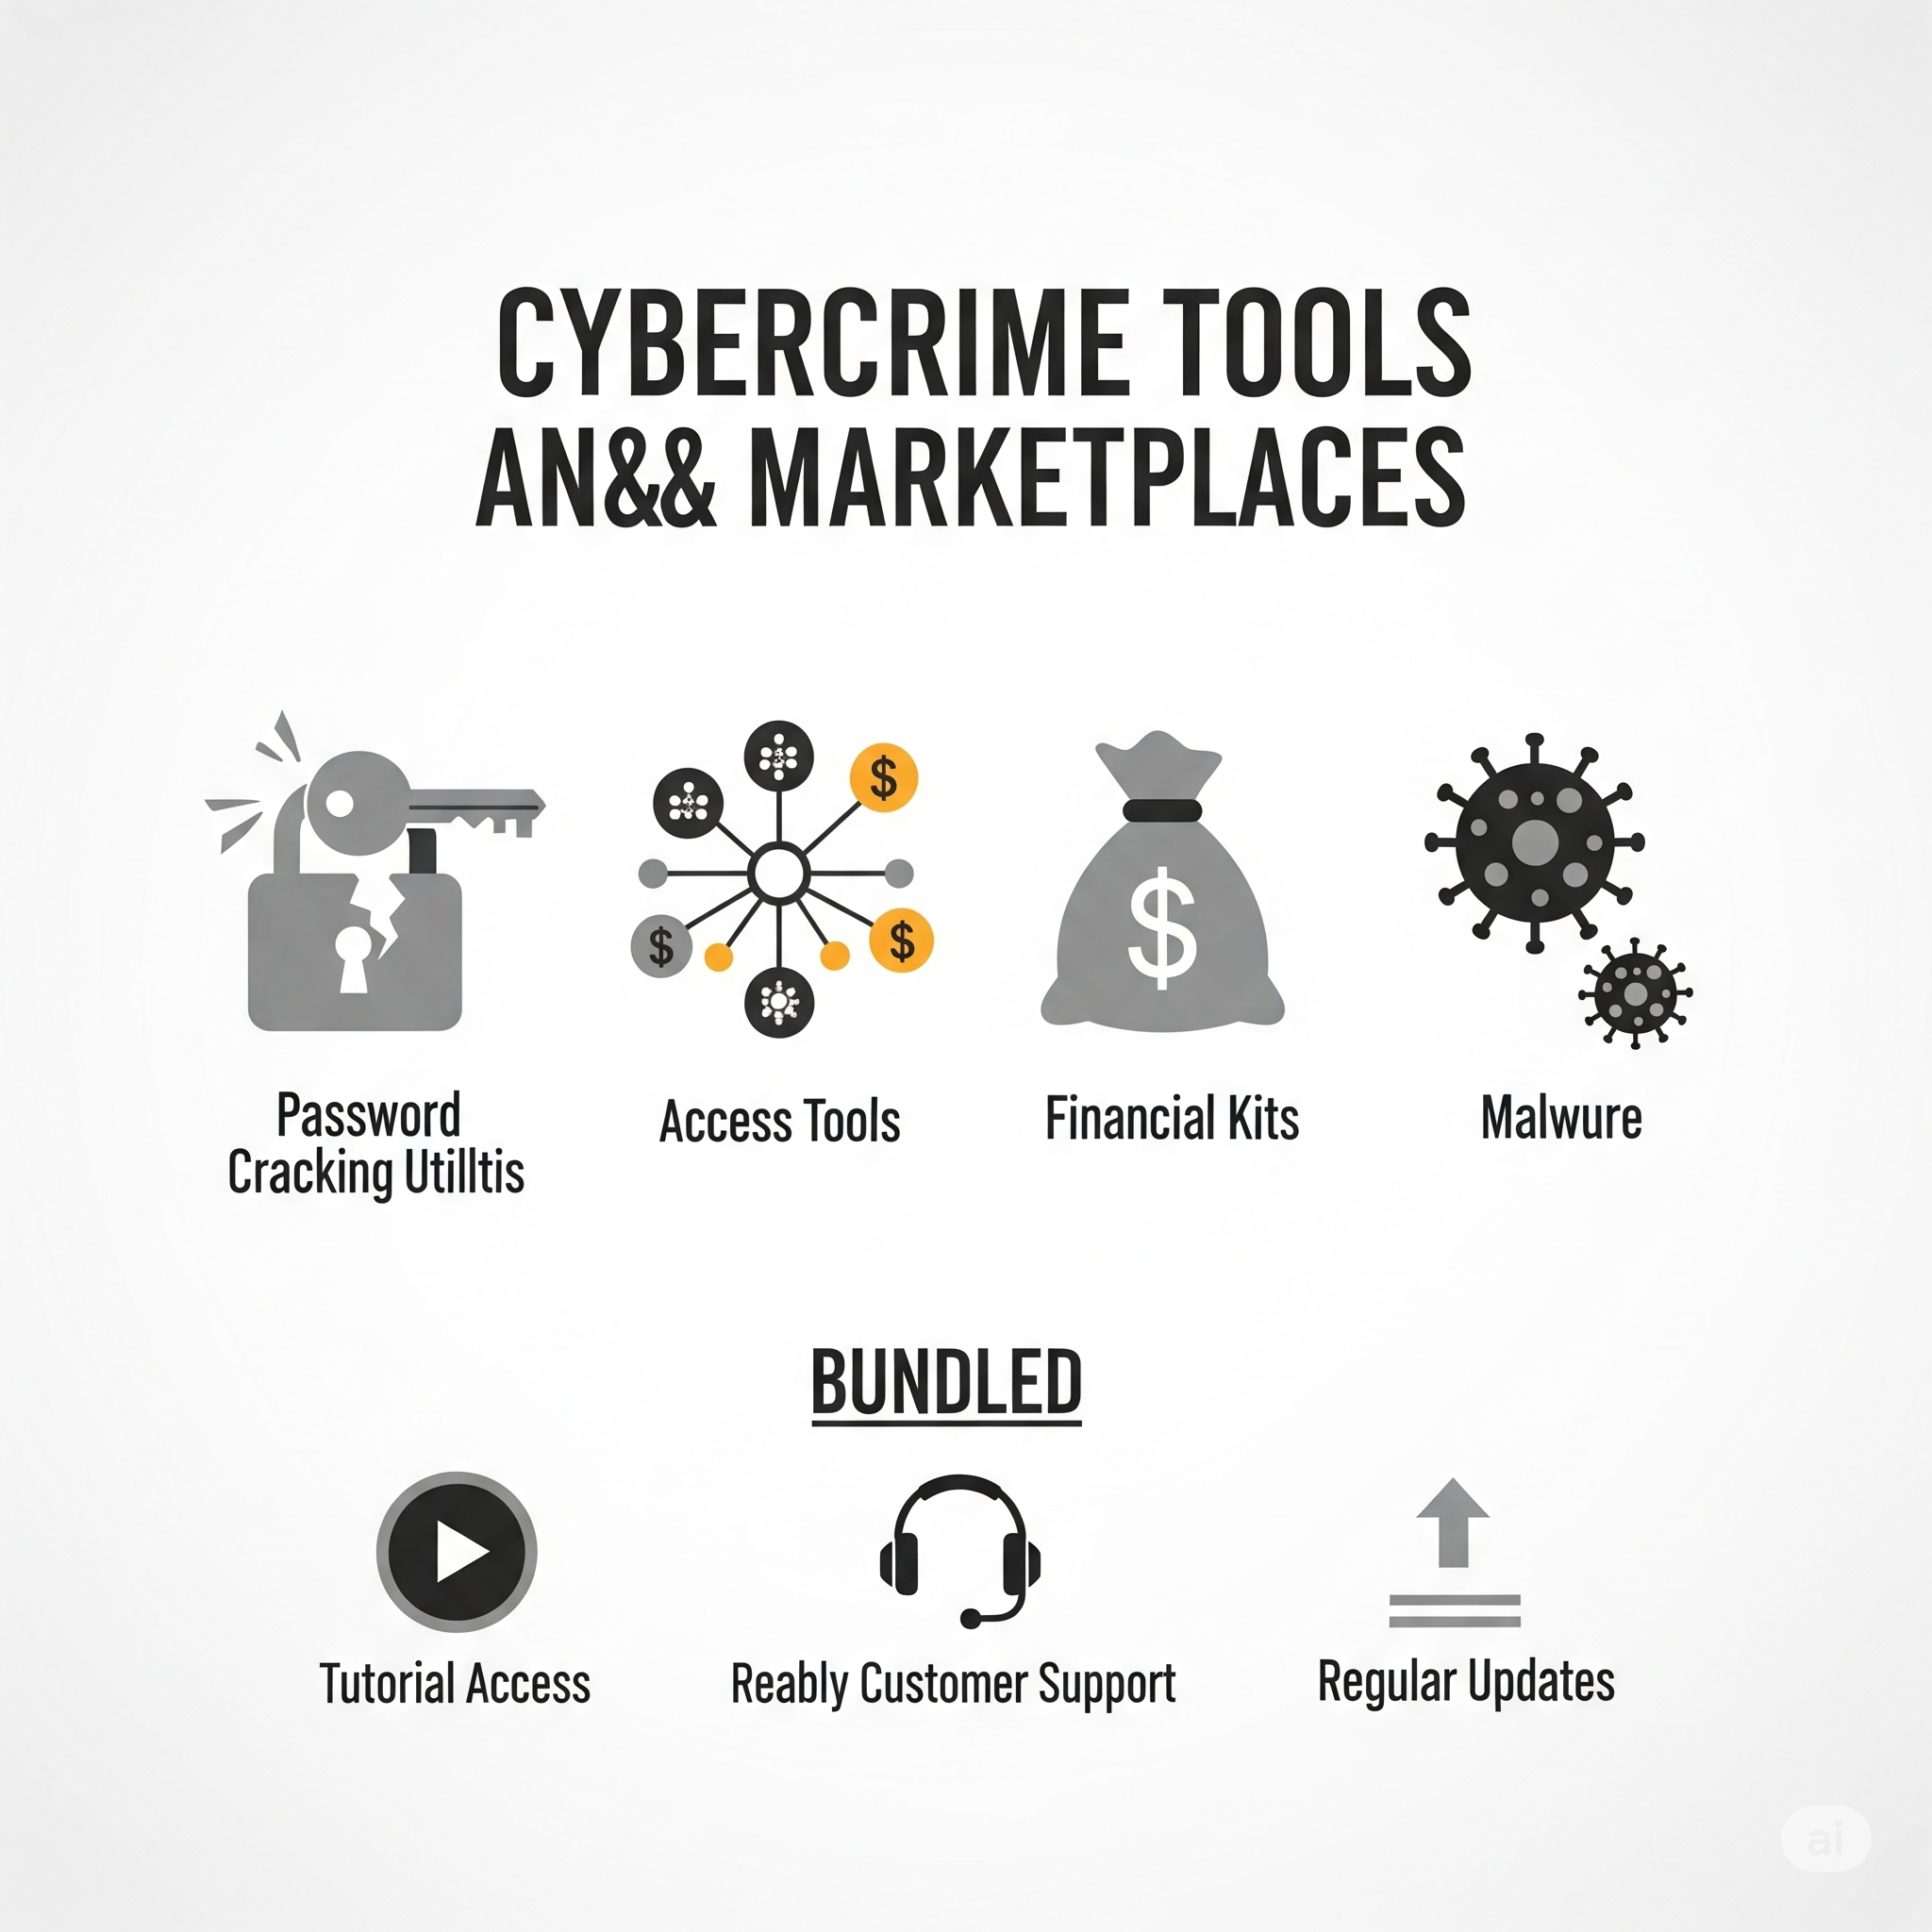 CYBERCRIME TOOLS
AN&& MARKETPLACES
$
$
$
$
Password
Cracking Utilltis
Access Tools
Financial Kits
Malwure
BUNDLED
Tutorial Access
Reably Customer Support
Regular Updates
ai